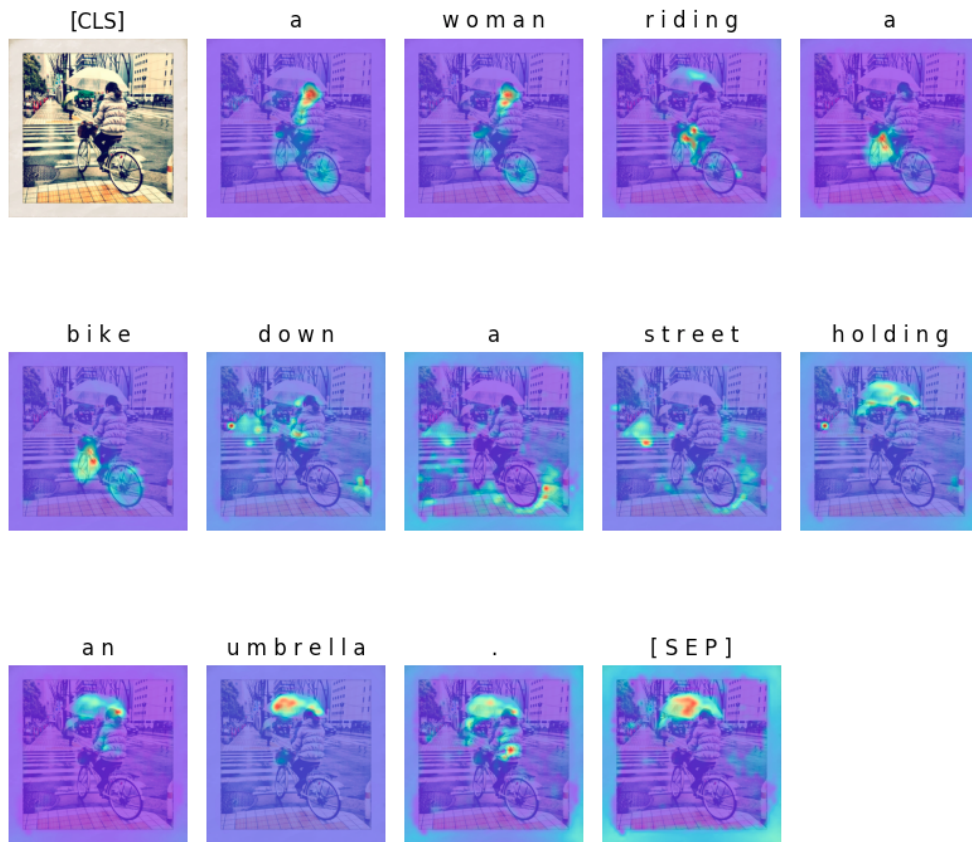 [CLS] a woman riding a
bike down a street holding
an umbrella . [SEP]